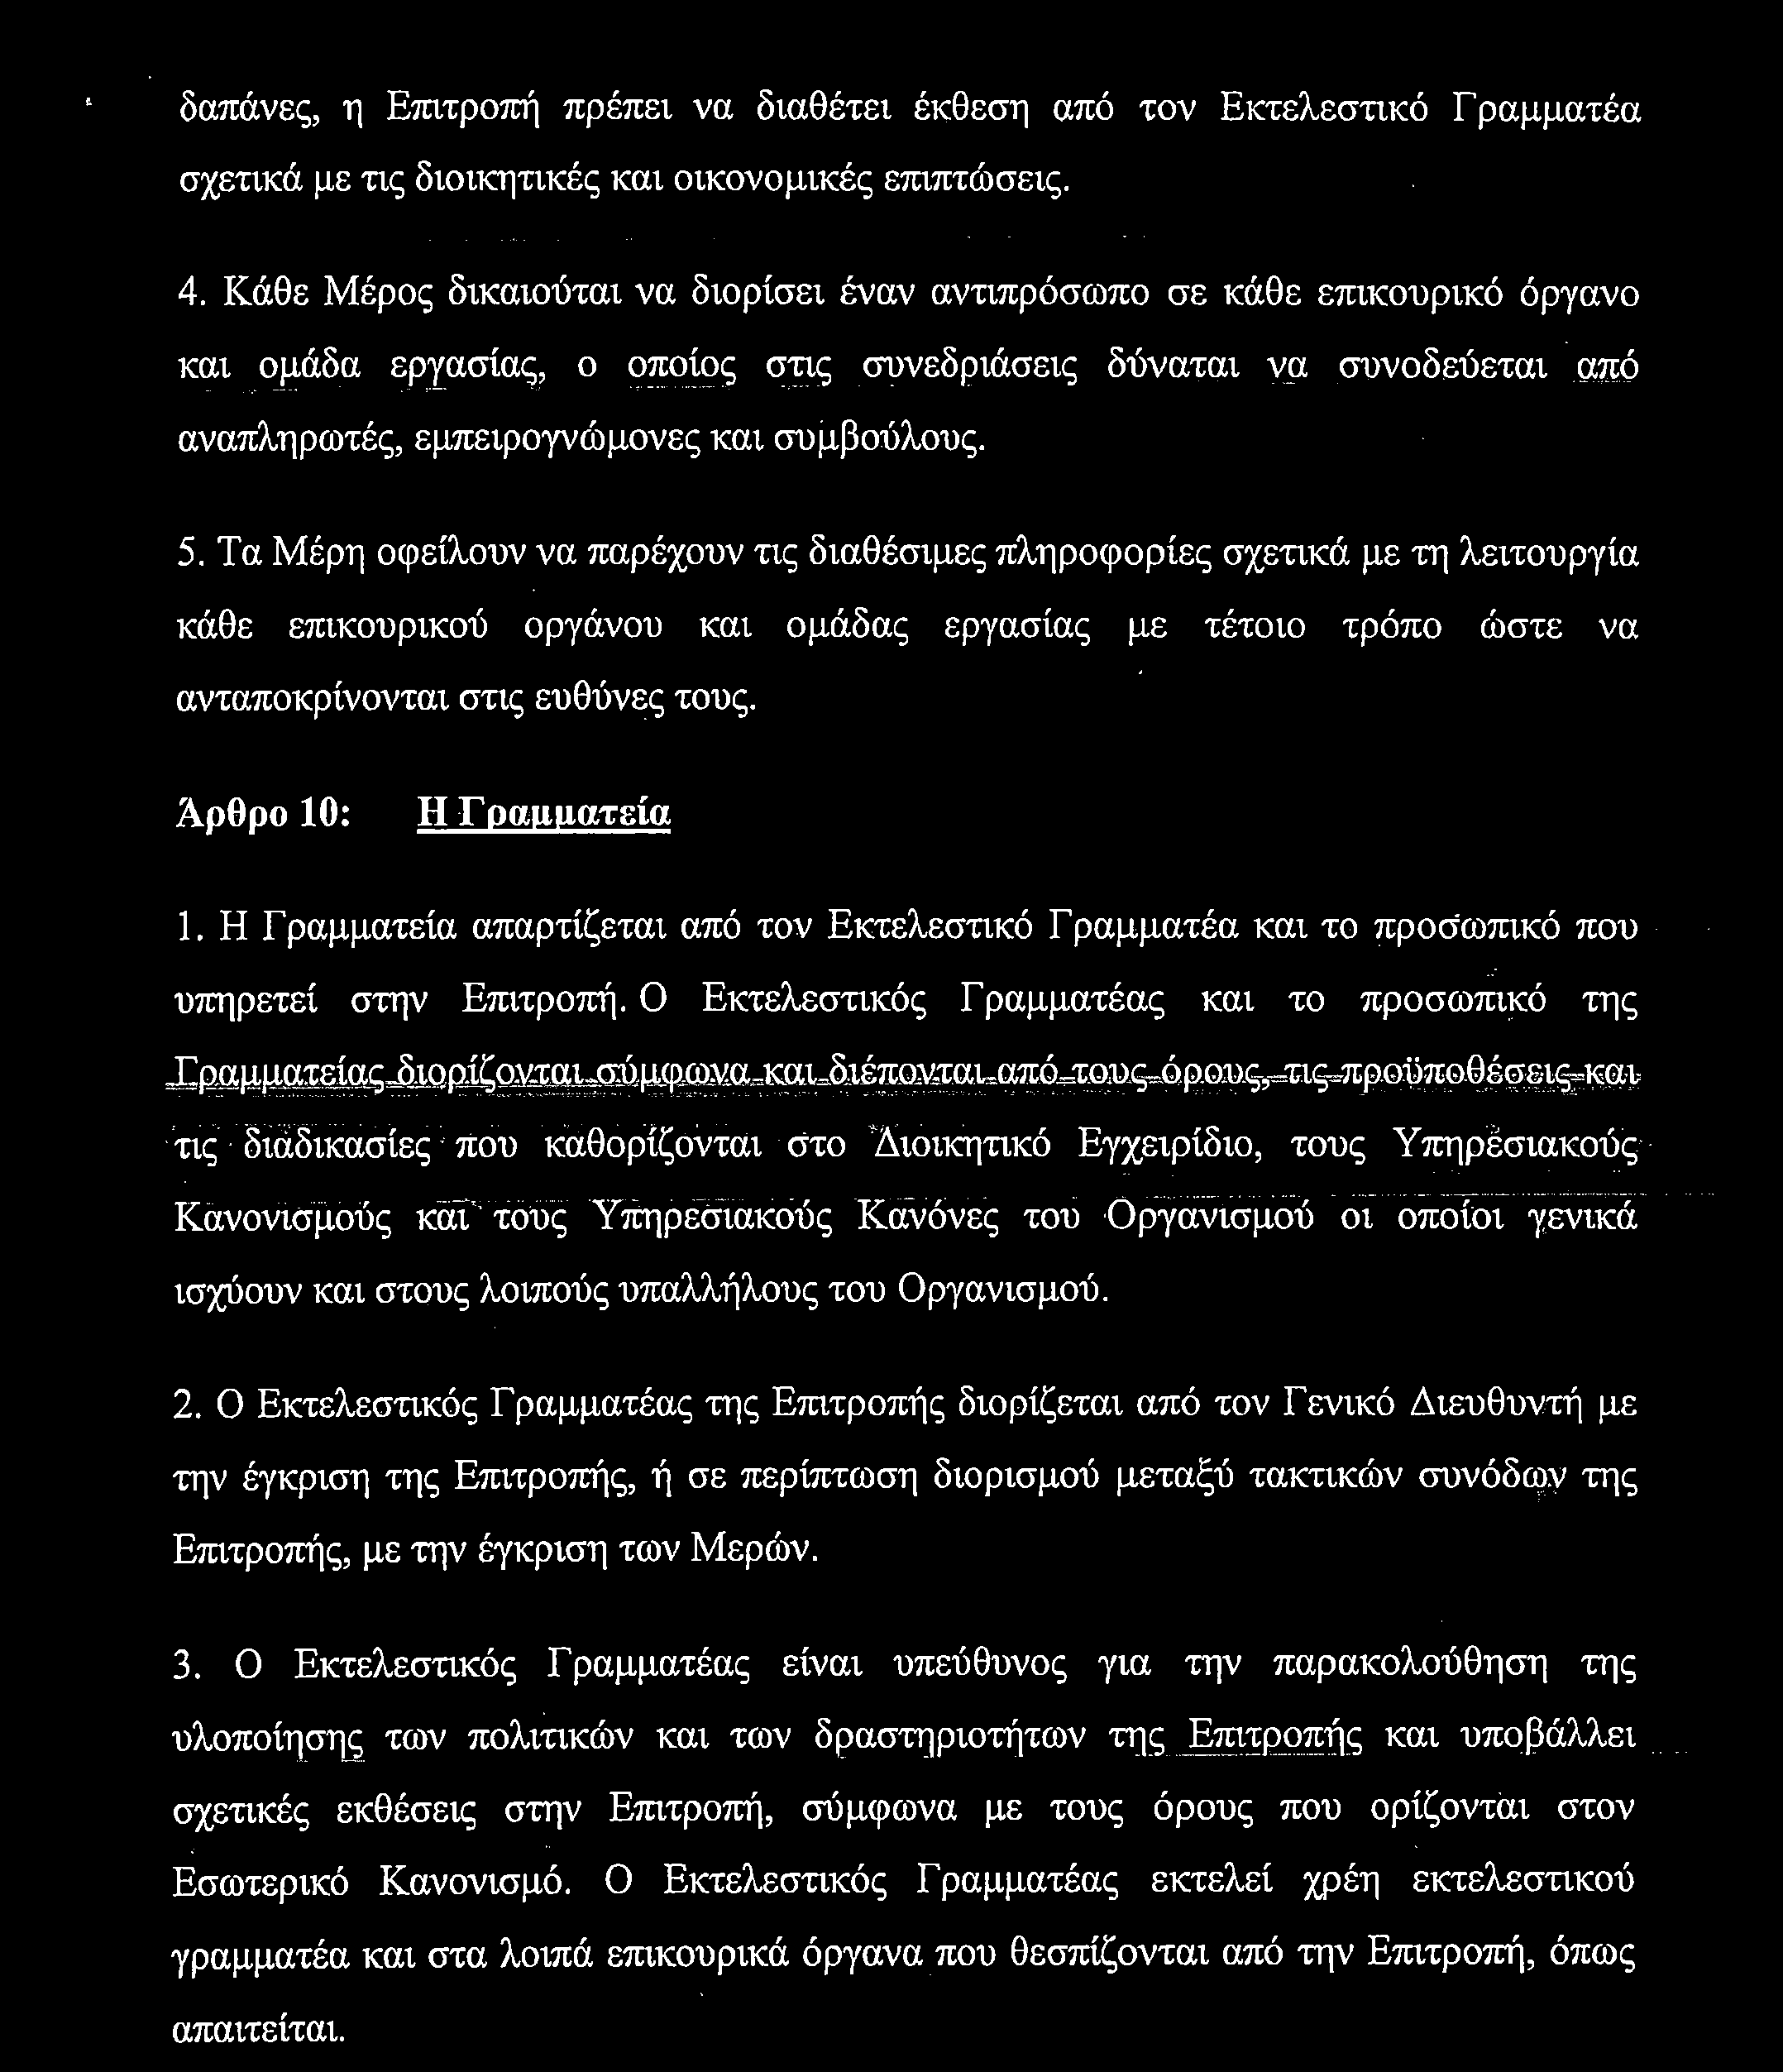 δαπάνες, η Επιτροπή πρέπει να διαθέτει έκθεση από τον Εκτελεστικό Γραμματέα
σχετικά με τις διοικητικές και οικονομικές επιπτώσεις.
4. Κάθε Μέρος δικαιούται να διορίσει έναν αντιπρόσωπο σε κάθε επικουρικό όργανο
και ομάδα εργασίας, ο οποίος στις συνεδριάσεις δύναται να συνοδεύεται από
αναπληρωτές, εμπειρογνώμονες και συμβούλους.
5. Τα Μέρη οφείλουν να παρέχουν τις διαθέσιμες πληροφορίες σχετικά με τη λειτουργία
κάθε επικουρικού οργάνου και ομάδας εργασίας με τέτοιο τρόπο ώστε να
ανταποκρίνονται στις ευθύνες τους.
Άρθρο 10: Η Γραμματεία
1. Η Γραμματεία απαρτίζεται από τον Εκτελεστικό Γραμματέα και το προσωπικό που
υπηρετεί στην Επιτροπή. Ο Εκτελεστικός Γραμματέας και το προσωπικό της
Γραμματείας διορίζονται σύμφωνα και διέπονται από τους όρους, τις προϋποθέσεις και
τις διαδικασίες που καθορίζονται στο Διοικητικό Εγχειρίδιο, τους Υπηρεσιακούς
Κανονισμούς και τους Υπηρεσιακούς Κανόνες του Οργανισμού οι οποίοι γενικά
ισχύουν και στους λοιπούς υπαλλήλους του Οργανισμού.
2. Ο Εκτελεστικός Γραμματέας της Επιτροπής διορίζεται από τον Γενικό Διευθυντή με
την έγκριση της Επιτροπής, ή σε περίπτωση διορισμού μεταξύ τακτικών συνόδων της
Επιτροπής, με την έγκριση των Μερών.
3. Ο Εκτελεστικός Γραμματέας είναι υπεύθυνος για την παρακολούθηση της
υλοποίησης των πολιτικών και των δραστηριοτήτων της Επιτροπής και υποβάλλει
σχετικές εκθέσεις στην Επιτροπή, σύμφωνα με τους όρους που ορίζονται στον
Εσωτερικό Κανονισμό. Ο Εκτελεστικός Γραμματέας εκτελεί χρέη εκτελεστικού
γραμματέα και στα λοιπά επικουρικά όργανα που θεσπίζονται από την Επιτροπή, όπως
απαιτείται.